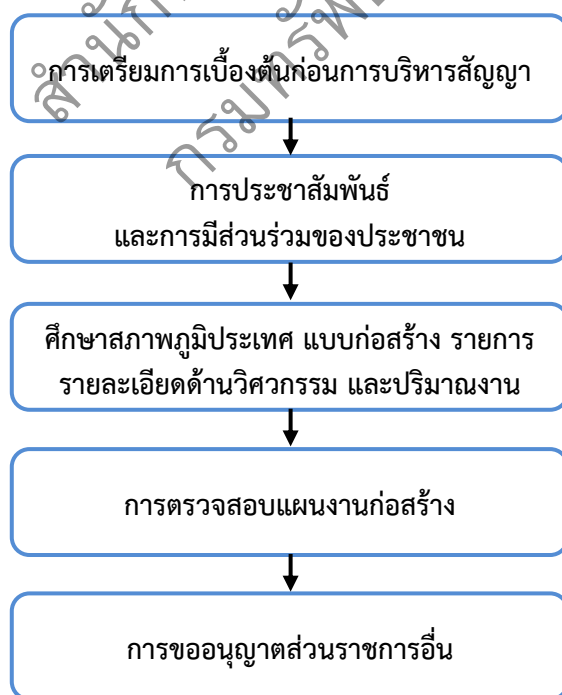 การเตรียมการเบื้องต้นก่อนการบริหารสัญญา
การประชาสัมพันธ์
และการมีส่วนร่วมของประชาชน
ศึกษาสภาพภูมิประเทศ แบบก่อสร้าง รายการ
รายละเอียดด้านวิศวกรรม และปริมาณงาน
การตรวจสอบแผนงานก่อสร้าง
การขออนุญาตส่วนราชการอื่น